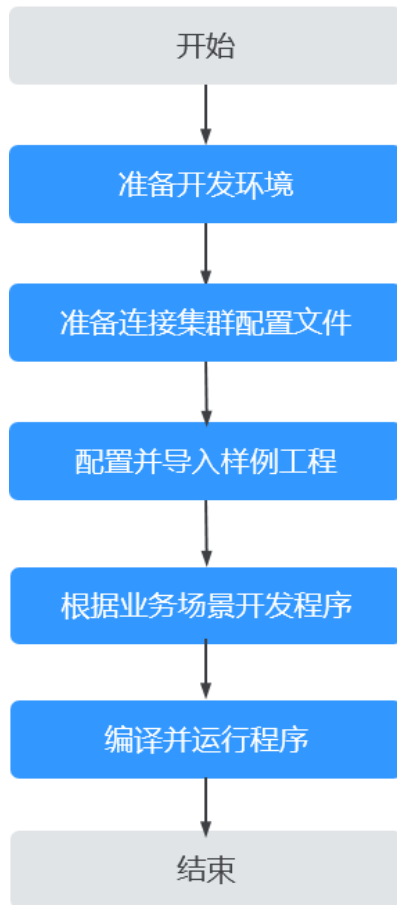 开始
准备开发环境
准备连接集群配置文件
配置并导入样例工程
根据业务场景开发程序
编译并运行程序
结束